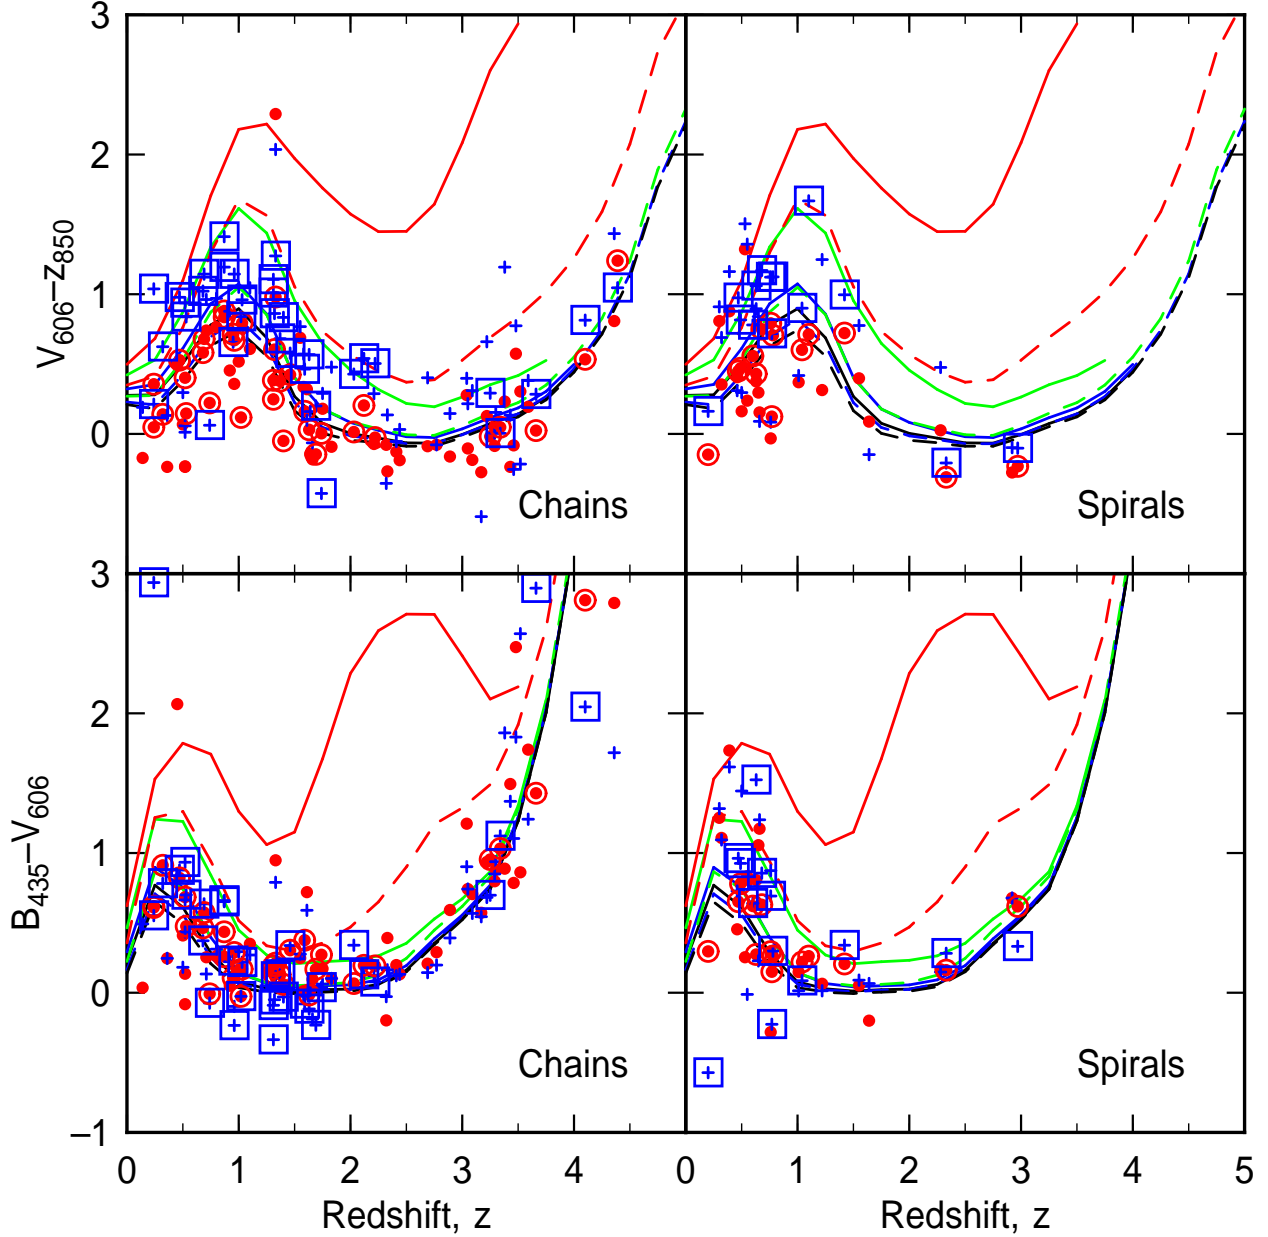 3
2
1
0
V606–z850
Chains
Spirals
3
2
1
0
–1
B435–V606
Chains
Spirals
0 1 2 3 4 0 1 2 3 4 5
Redshift, z Redshift, z